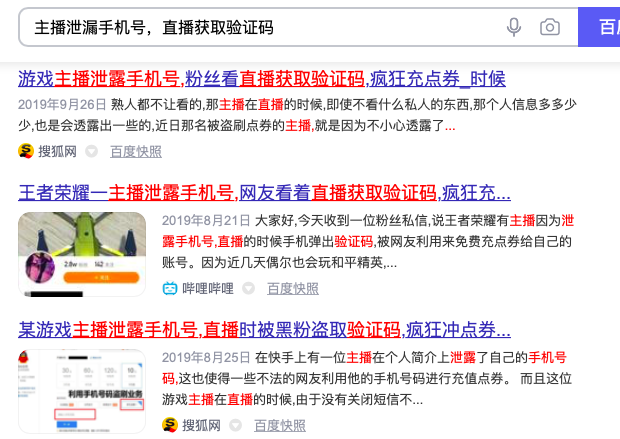 主播泄漏手机号，直播获取验证码
百
游戏主播泄露手机号,粉丝看直播获取验证码,疯狂充点券_时候
2019年9月26日 熟人都不让看的,那主播在直播的时候,即使不看什么私人的东西,那个人信息多多少
少,也是会透露出一些的,近日那名被盗刷点券的主播,就是因为不小心透露了...
搜狐网 百度快照
王者荣耀一主播泄露手机号,网友看着直播获取验证码,疯狂充...
2019年8月21日 大家好,今天收到一位粉丝私信,说王者荣耀有主播因为泄
露手机号,直播的时候手机弹出验证码,被网友利用来免费充点券给自己的
账号。因为近几天偶尔也会玩和平精英,...
2.8w 142
哔哩哔哩 百度快照
某游戏主播泄露手机号,直播时被黑粉盗取验证码,疯狂冲点券...
2019年8月25日 在快手上有一位主播在个人简介上泄露了自己的手机号
码,这也使得一些不法的网友利用他的手机号码进行充值点券。 而且这位
游戏主播在直播的时候,由于没有关闭短信不...
利用手机号码盗刷业务
搜狐网 百度快照